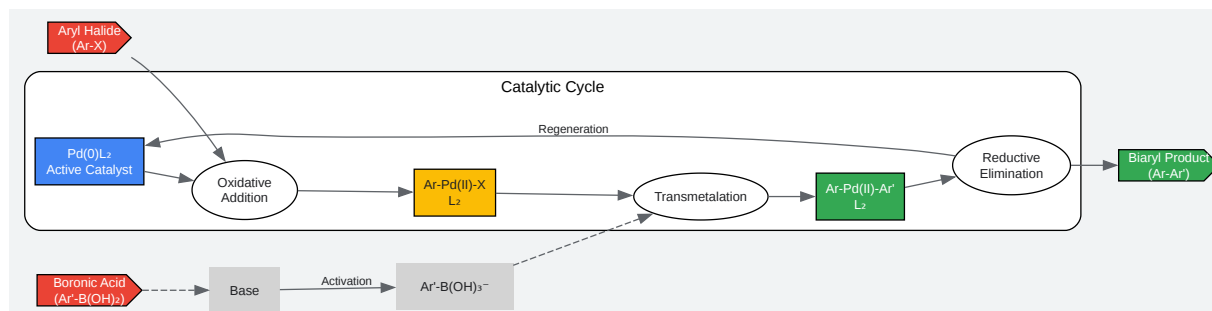 Aryl Halide
(Ar-X)
Catalytic Cycle
Regeneration
Pd(0)L₂
Active Catalyst
Oxidative
Addition
Ar-Pd(II)-X
L₂
Transmetalation
Ar-Pd(II)-Ar'
L₂
Reductive
Elimination
Biaryl Product
(Ar-Ar')
Boronic Acid
(Ar'-B(OH)₂)
Base
Activation
Ar'-B(OH)₃⁻